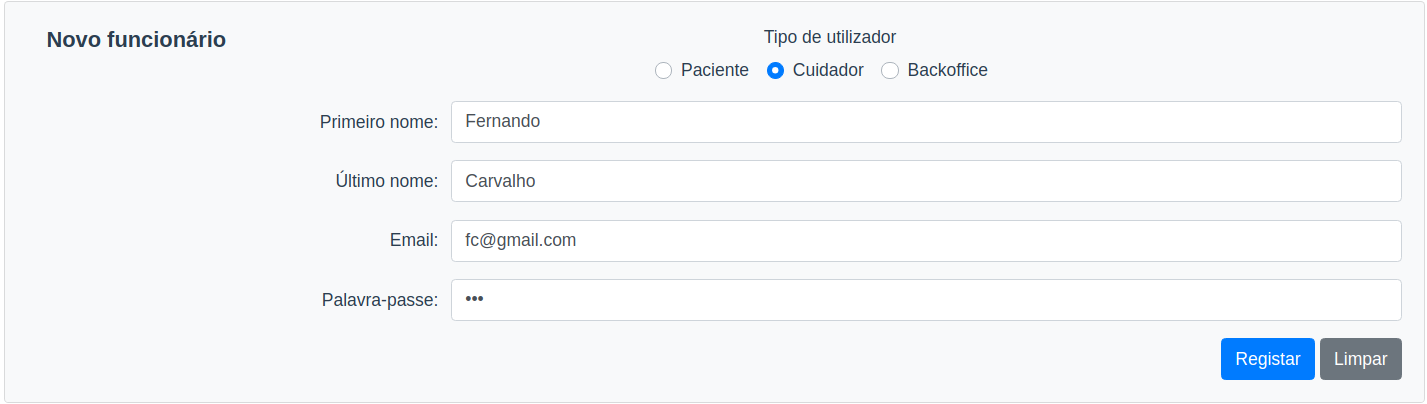 Novo funcionário
Tipo de utilizador
Paciente Cuidador Backoffice
Primeiro nome: Fernando
Último nome: Carvalho
Email: fc@gmail.com
Palavra-passe: •••
Registar Limpar